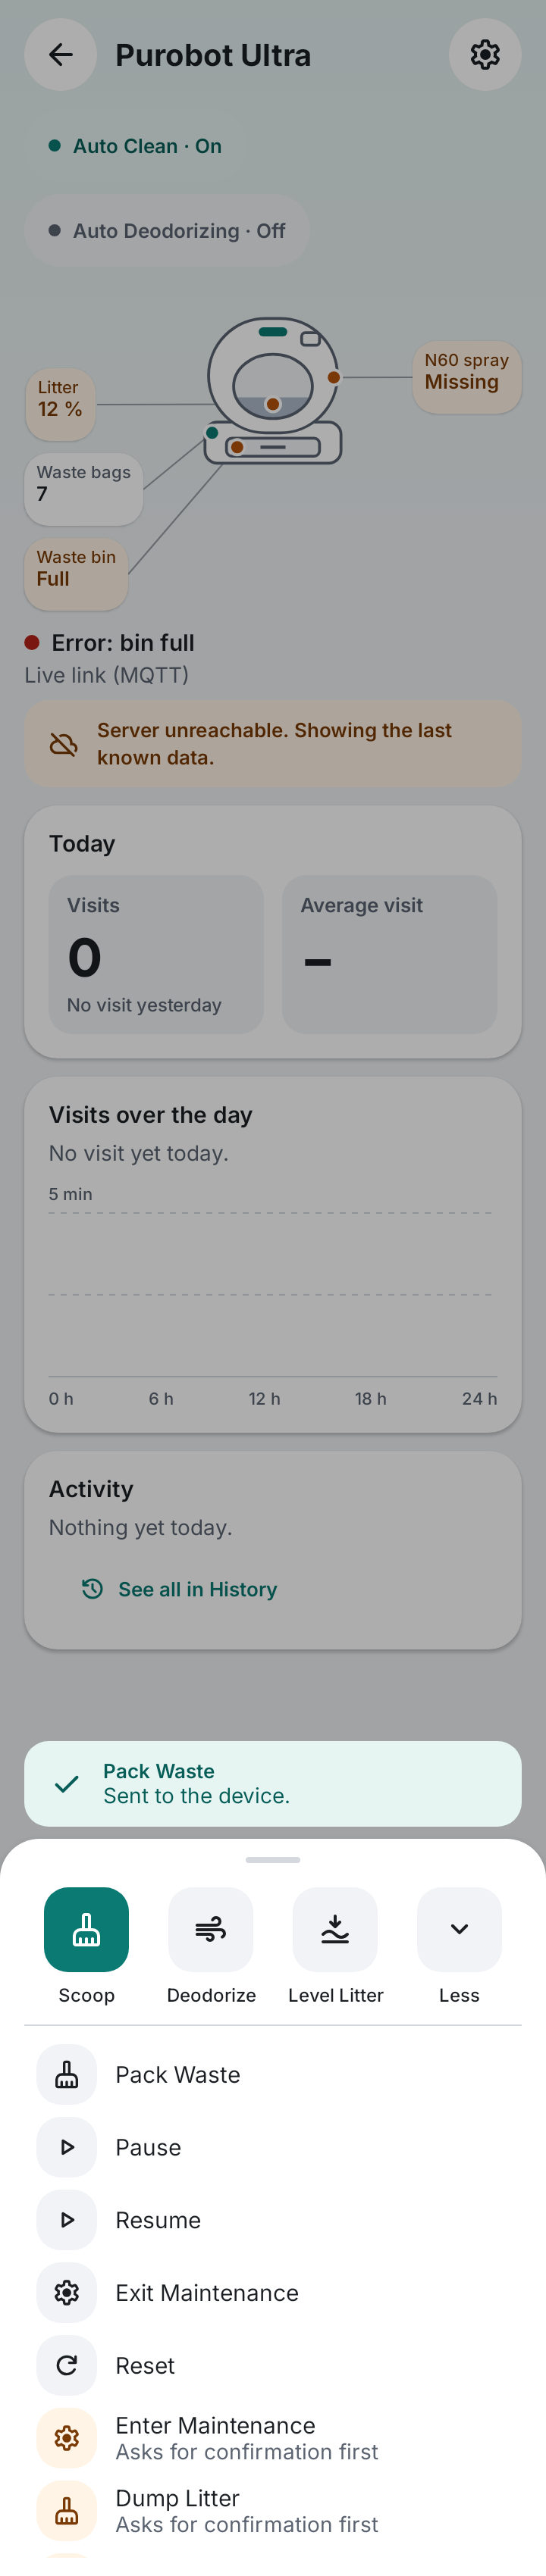 Purobot Ultra
Auto Clean · On
Auto Deodorizing · Off
N60 spray
Missing
Litter
12 %
Waste bags
7
Waste bin
Full
Error: bin full
Live link (MQTT)
Server unreachable. Showing the last
known data.
Today
Visits
0
No visit yesterday
Average visit
–
Visits over the day
No visit yet today.
5 min
0 h 6 h 12 h 18 h 24 h
Activity
Nothing yet today.
See all in History
Pack Waste
Sent to the device.
Scoop Deodorize Level Litter Less
Pack Waste
Pause
Resume
Exit Maintenance
Reset
Enter Maintenance
Asks for confirmation first
Dump Litter
Asks for confirmation first